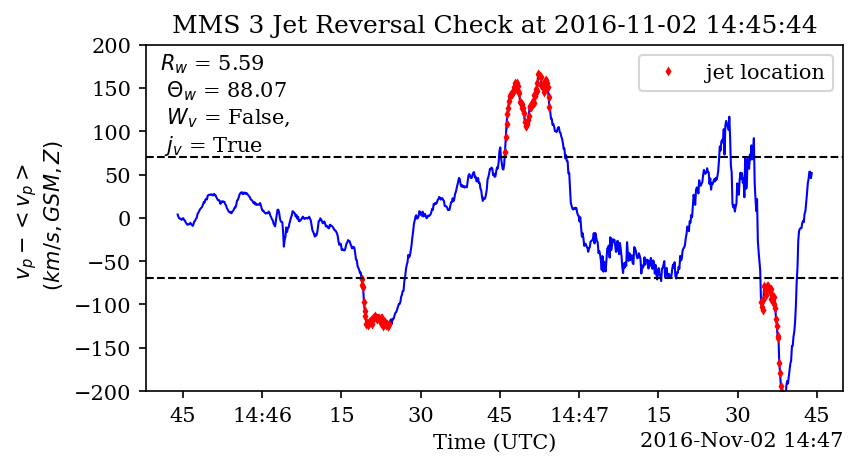 MMS 3 Jet Reversal Check at 2016-11-02 14:45:44
R_w = 5.59
Θ_w = 88.07
W_v = False,
j_v = True
jet location
200
150
100
50
0
−50
−100
−150
−200
v_p − < v_p >
(km/s, GSM, Z)
45 14:46 15 30 45 14:47 15 30 45
Time (UTC)
2016-Nov-02 14:47